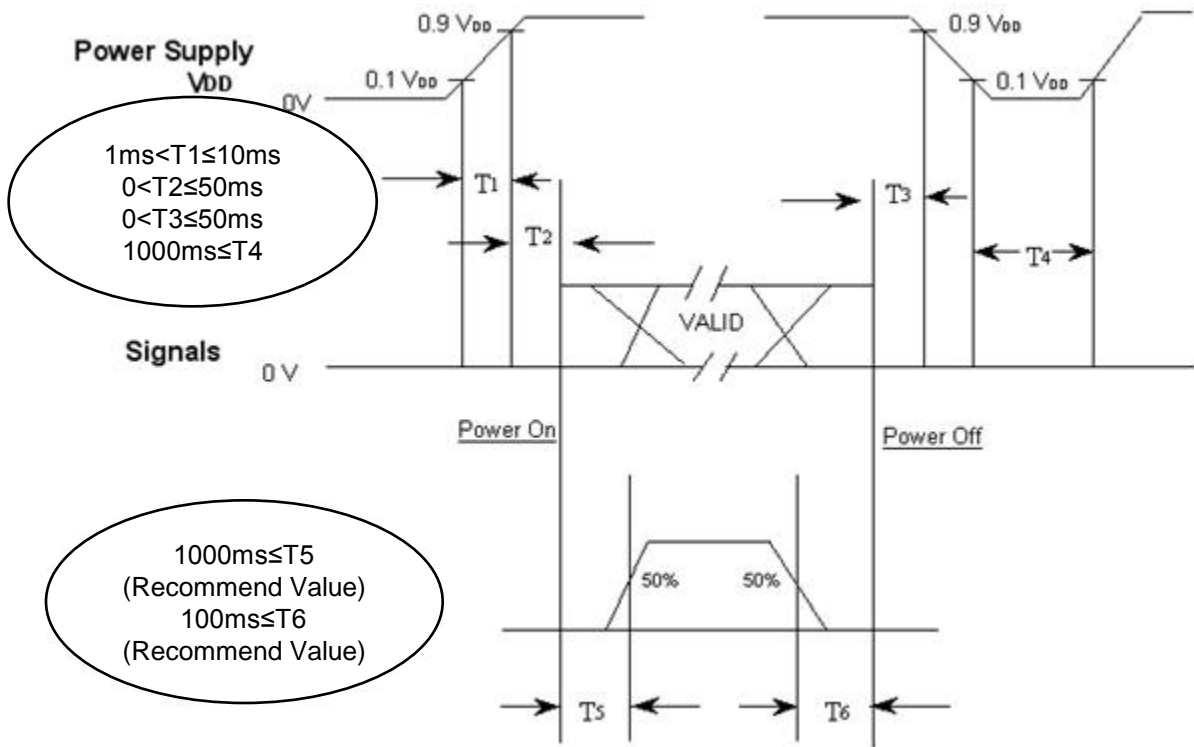 0.9 VDD
0.9 VDD
Power Supply
VDD
0.1 VDD
0.1 VDD
0V
1ms<T1≤10ms
0<T2≤50ms
0<T3≤50ms
1000ms≤T4
T1
T3
T2
T4
VALID
Signals
0 V
Power On
Power Off
1000ms≤T5
(Recommend Value)
100ms≤T6
(Recommend Value)
50%
50%
T5
T6